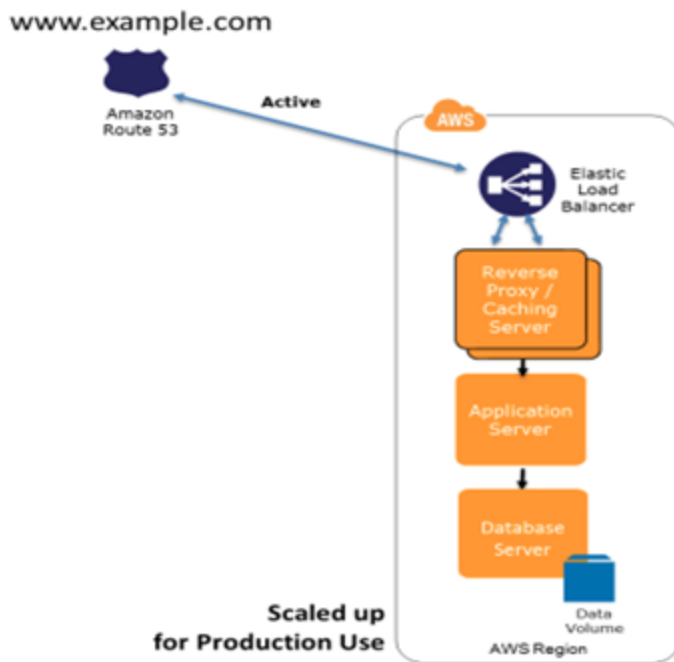 www.example.com
Amazon
Route 53
Active
AWS
Elastic
Load
Balancer
Reverse
Proxy /
Caching
Server
Application
Server
Database
Server
Data
Volume
Scaled up
for Production Use
AWS Region